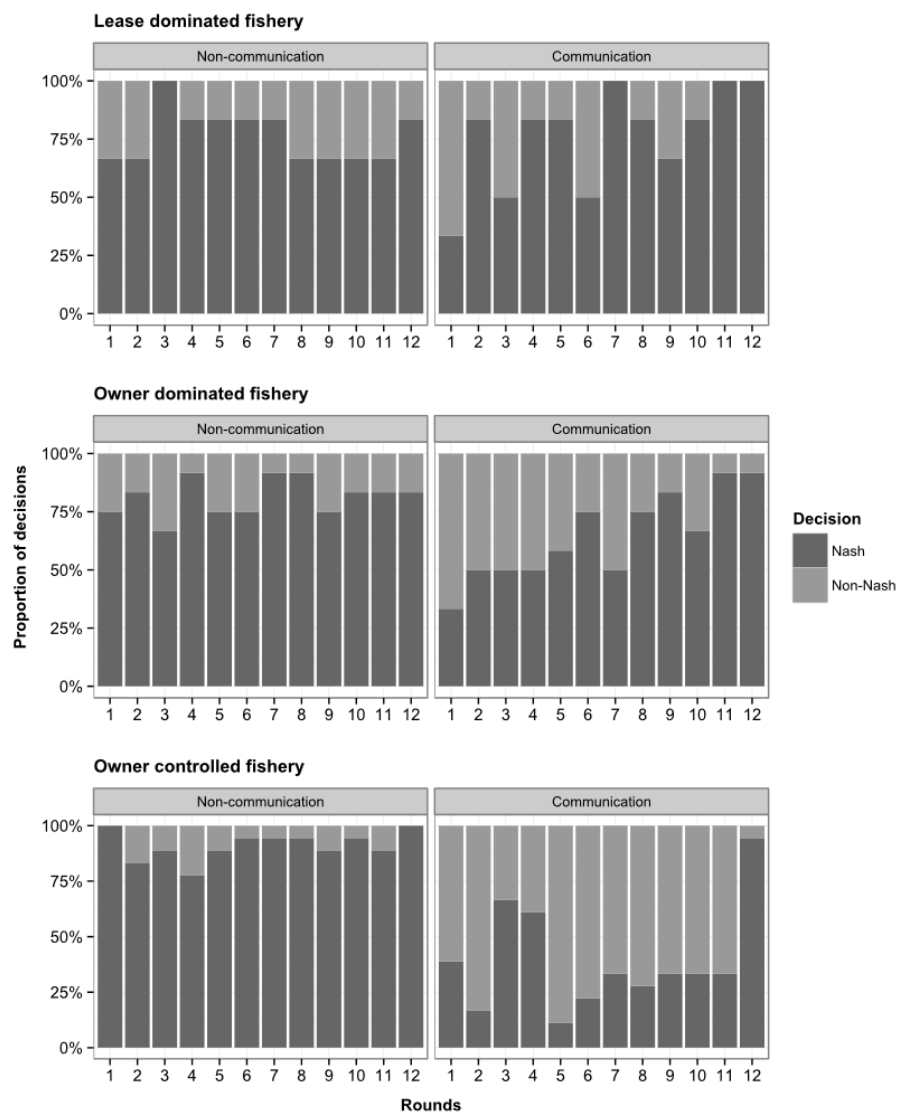 Lease dominated fishery
Non-communication Communication
100%
75%
50%
25%
0%
1 2 3 4 5 6 7 8 9 10 11 12 1 2 3 4 5 6 7 8 9 10 11 12
Owner dominated fishery
Non-communication Communication
100%
75%
50%
25%
0%
1 2 3 4 5 6 7 8 9 10 11 12 1 2 3 4 5 6 7 8 9 10 11 12
Proportion of decisions
Decision
Nash
Non-Nash
Owner controlled fishery
Non-communication Communication
100%
75%
50%
25%
0%
1 2 3 4 5 6 7 8 9 10 11 12 1 2 3 4 5 6 7 8 9 10 11 12
Rounds